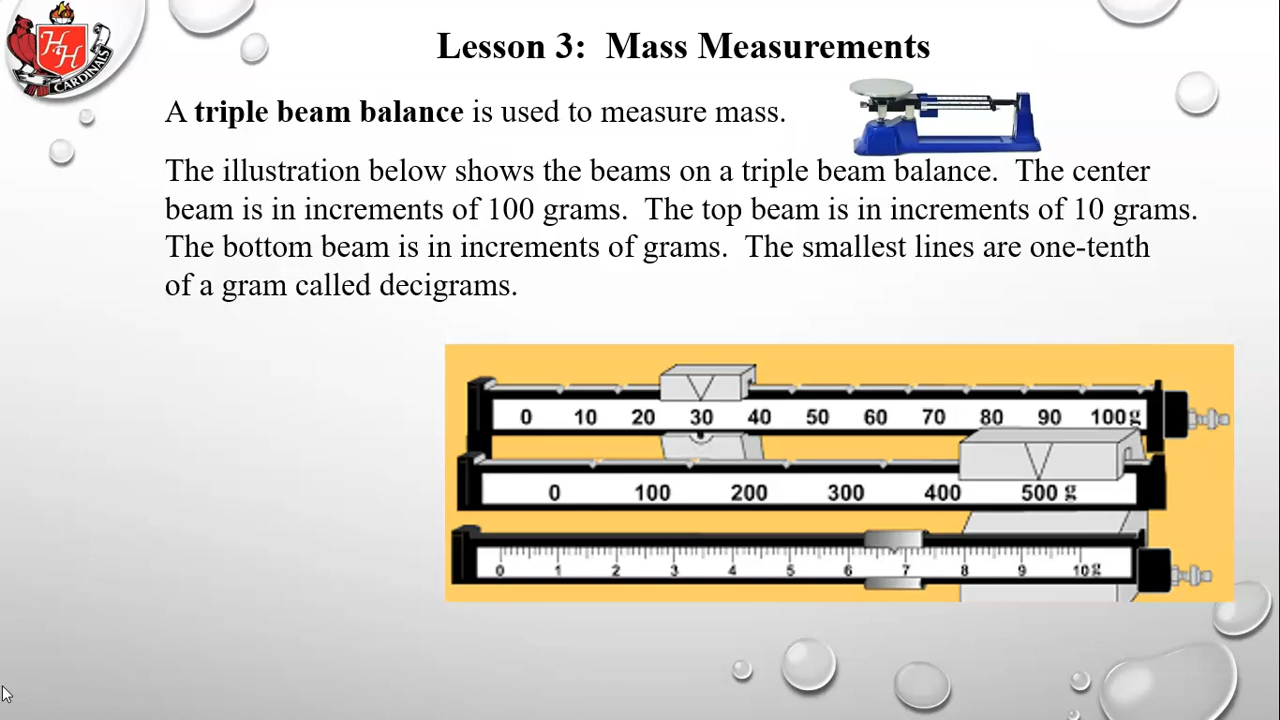 HH
CARDINALS
Lesson 3:  Mass Measurements
A triple beam balance is used to measure mass.
The illustration below shows the beams on a triple beam balance.  The center
beam is in increments of 100 grams.  The top beam is in increments of 10 grams.
The bottom beam is in increments of grams.  The smallest lines are one-tenth
of a gram called decigrams.
0 10 20 30 40 50 60 70 80 90 100g
0 100 200 300 400 500 g
0 1 2 3 4 5 6 7 8 9 10g